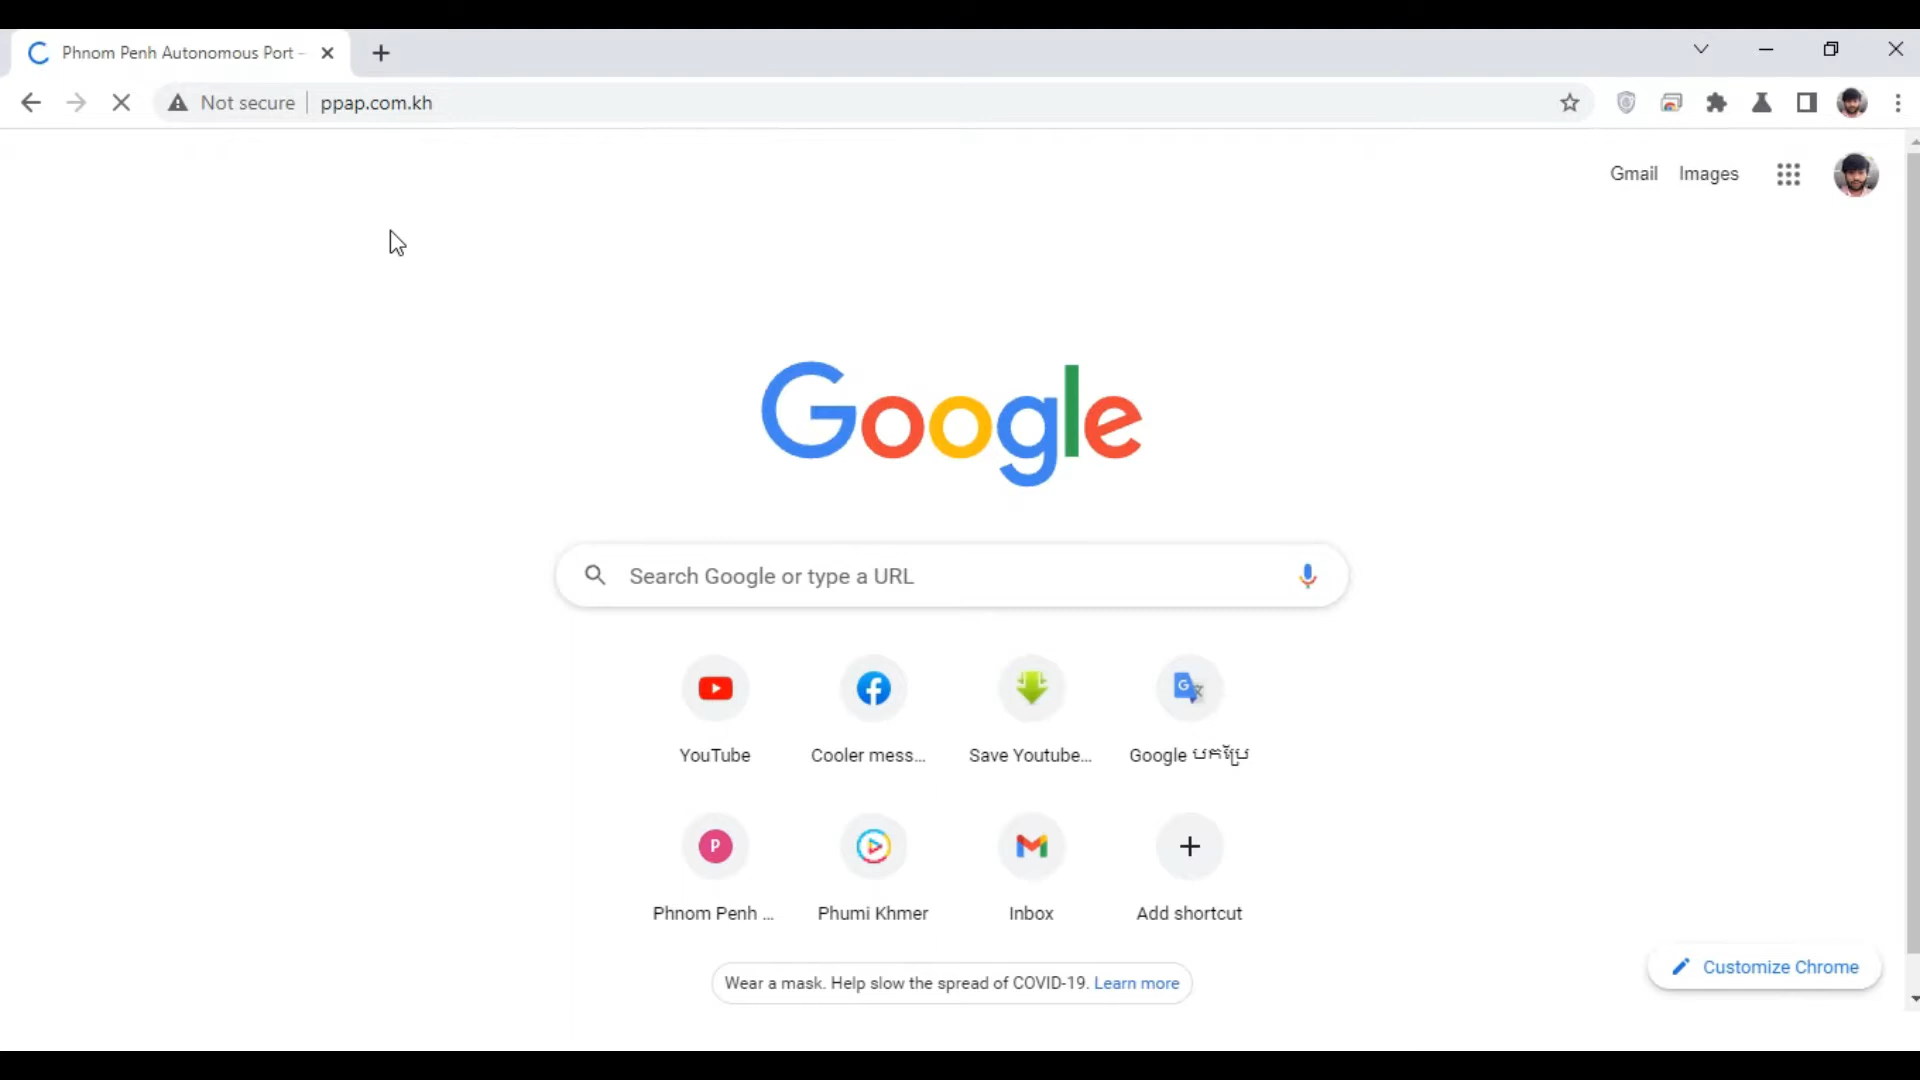 Phnom Penh Autonomous Port -
Not secure ppap.com.kh
Gmail Images
Google
Search Google or type a URL
YouTube Cooler mess... Save Youtube... Google បកប្រែ
P
Phnom Penh ... Phumi Khmer Inbox Add shortcut
Wear a mask. Help slow the spread of COVID-19. Learn more
Customize Chrome